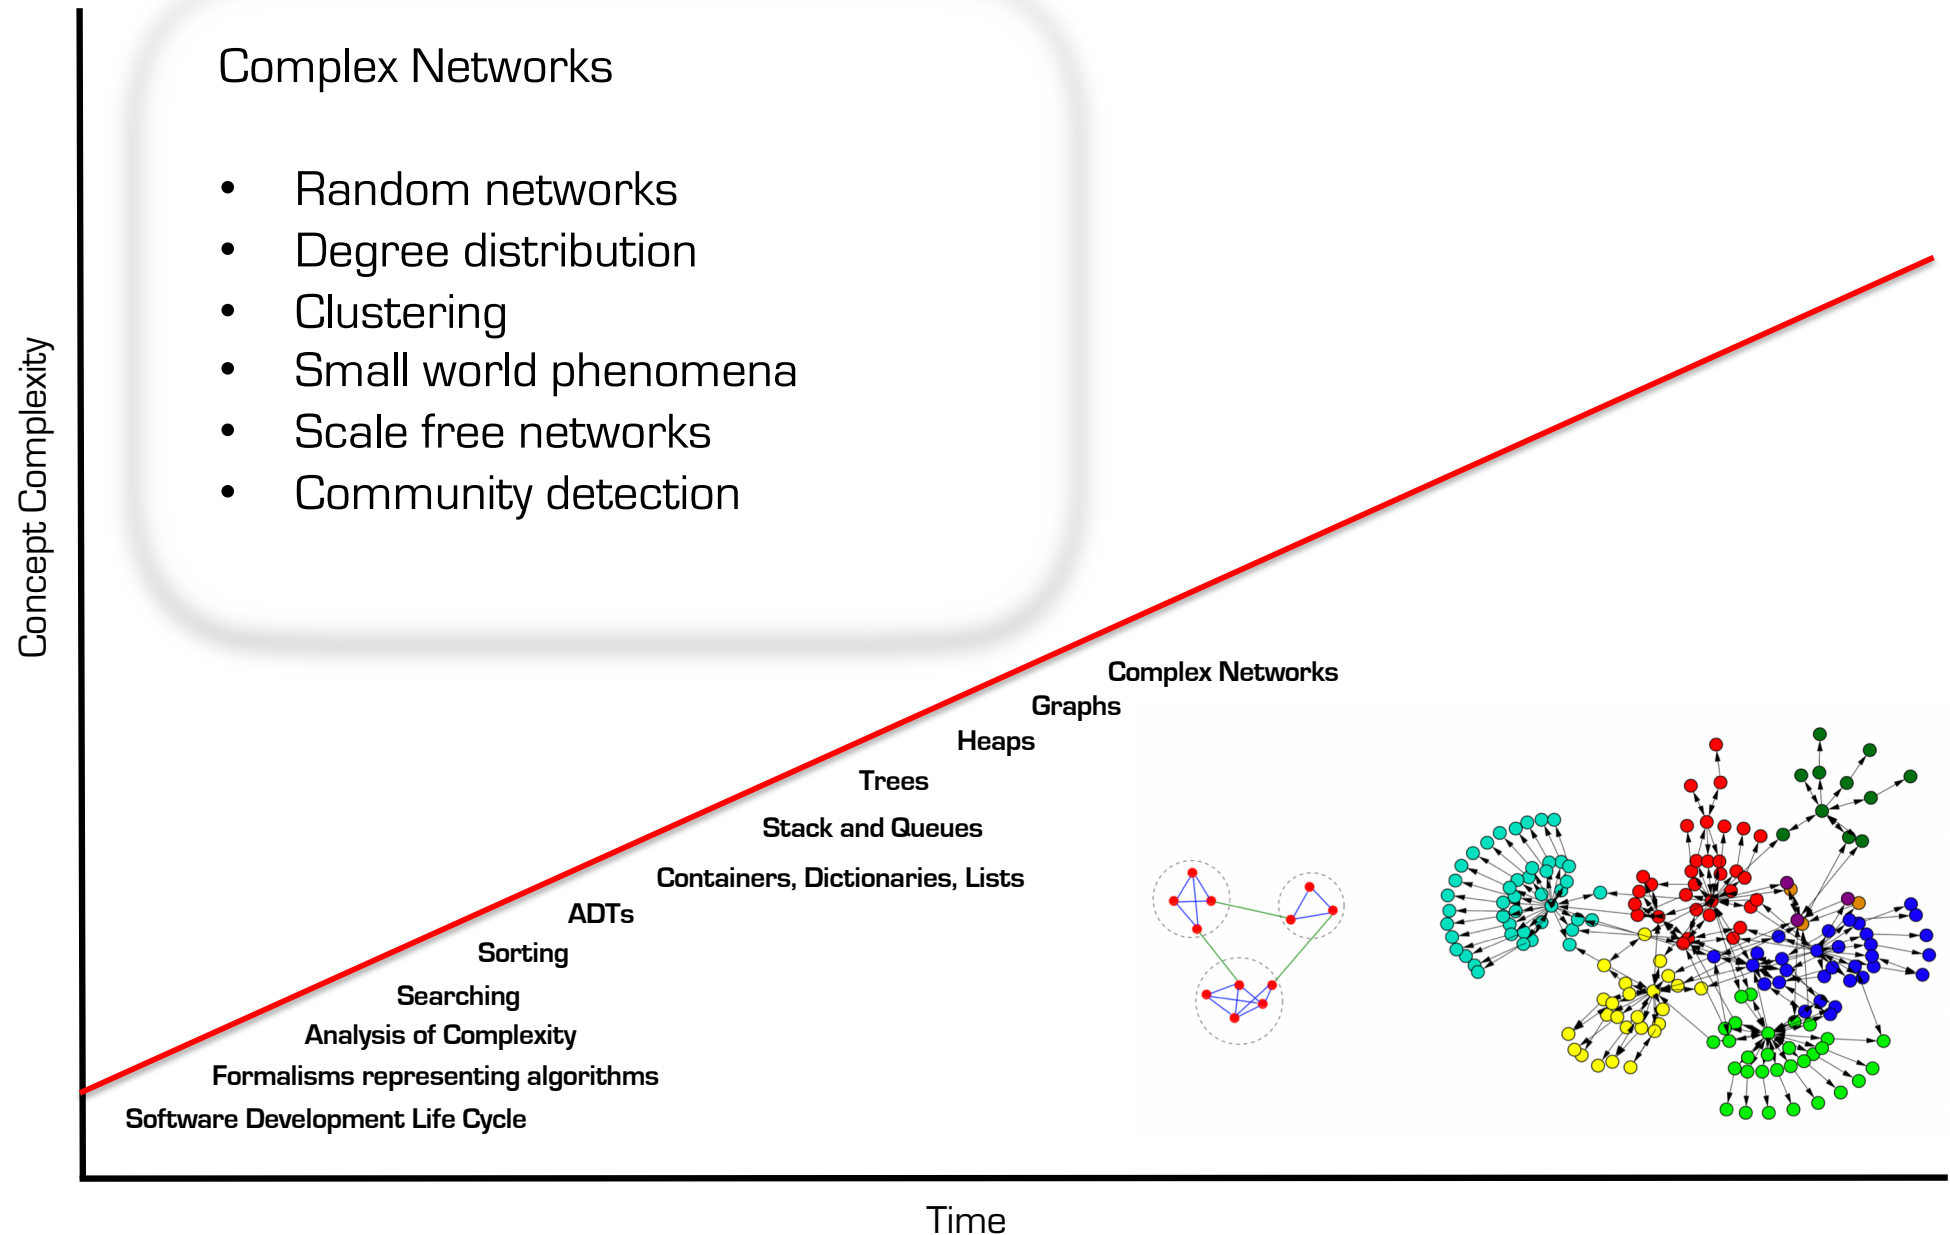 Complex Networks
• Random networks
• Degree distribution
• Clustering
• Small world phenomena
• Scale free networks
• Community detection
Concept Complexity
Complex Networks
Graphs
Heaps
Trees
Stack and Queues
Containers, Dictionaries, Lists
ADTs
Sorting
Searching
Analysis of Complexity
Formalisms representing algorithms
Software Development Life Cycle
Time